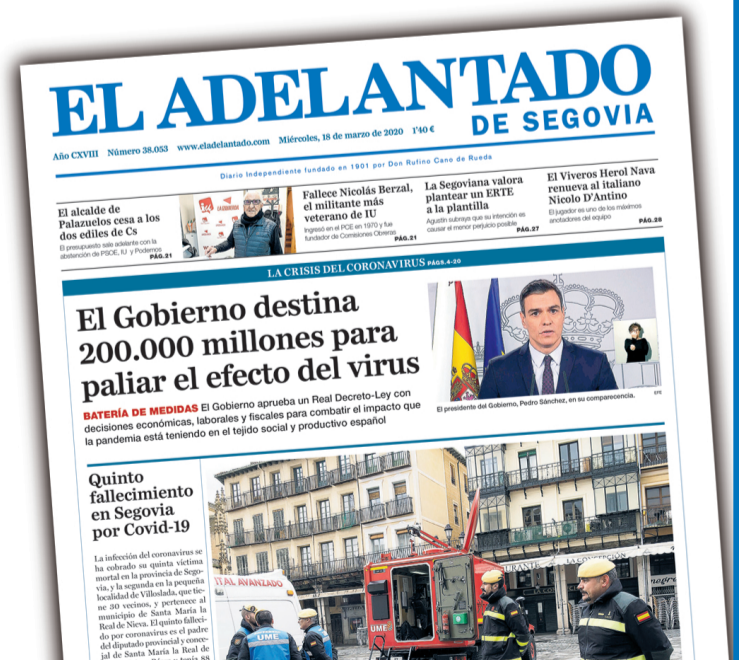 EL ADELANTADO
DE SEGOVIA
Año CXVIII Número 38.053 www.eladelantado.com Miércoles, 18 de marzo de 2020 1'40 €
Diario Independiente fundado en 1901 por Don Rufino Cano de Rueda
El alcalde de
Palazuelos cesa a los
dos ediles de Cs
El presupuesto sale adelante con la
abstención de PSOE, IU y Podemos
PÁG.21
Fallece Nicolás Berzal,
el militante más
veterano de IU
Ingresó en el PCE en 1970 y fue
fundador de Comisiones Obreras
PÁG.21
La Segoviana valora
plantear un ERTE
a la plantilla
Agustín subraya que su intención es
causar el menor perjuicio posible
PÁG.27
El Viveros Herol Nava
renueva al italiano
Nicolo D'Antino
El jugador es uno de los máximos
anotadores del equipo
PÁG.28
LA CRISIS DEL CORONAVIRUS PÁGS.4-20
El Gobierno destina
200.000 millones para
paliar el efecto del virus
BATERÍA DE MEDIDAS El Gobierno aprueba un Real Decreto-Ley con
decisiones económicas, laborales y fiscales para combatir el impacto que
la pandemia está teniendo en el tejido social y productivo español
El presidente del Gobierno, Pedro Sánchez, en su comparecencia.
EFE
Quinto
fallecimiento
en Segovia
por Covid-19
La infección del coronavirus se
ha cobrado su quinta víctima
mortal en la provincia de Sego-
via, y la segunda en la pequeña
localidad de Villoslada, que tie-
ne 30 vecinos, y pertenece al
municipio de Santa María la
Real de Nieva. El quinto falleci-
do por coronavirus es el padre
del diputado provincial y conce-
jal de Santa María la Real de
tenía 88
TAL AVANZADO
UME
UME
LA CONCEPCIÓN